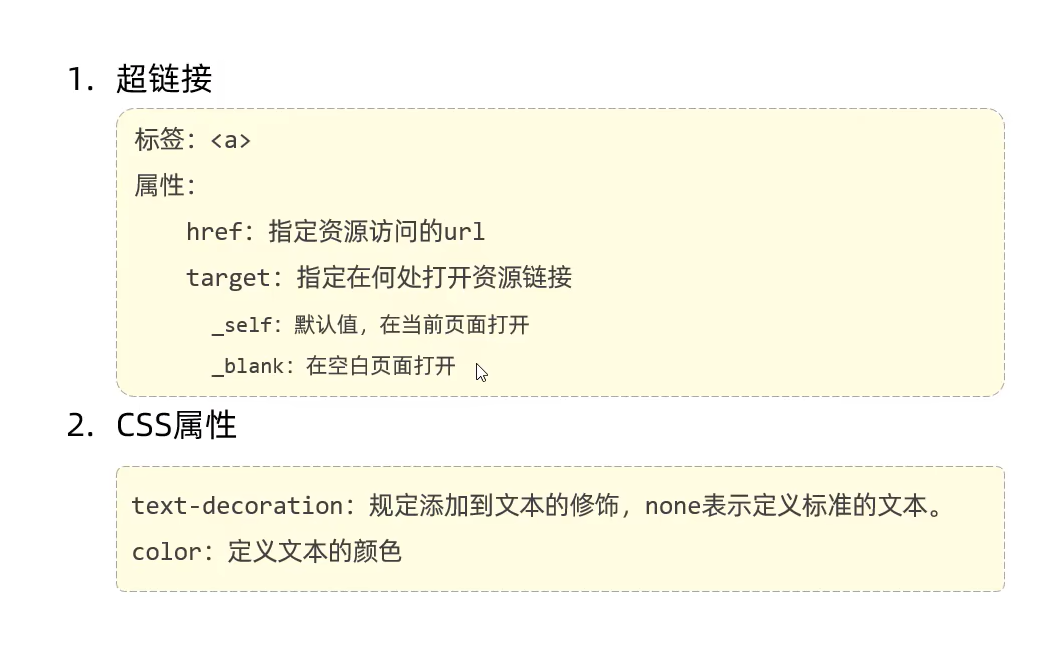 1. 超链接
标签：<a>
属性：
href：指定资源访问的url
target：指定在何处打开资源链接
_self：默认值，在当前页面打开
_blank：在空白页面打开
2. CSS属性
text-decoration：规定添加到文本的修饰，none表示定义标准的文本。
color：定义文本的颜色